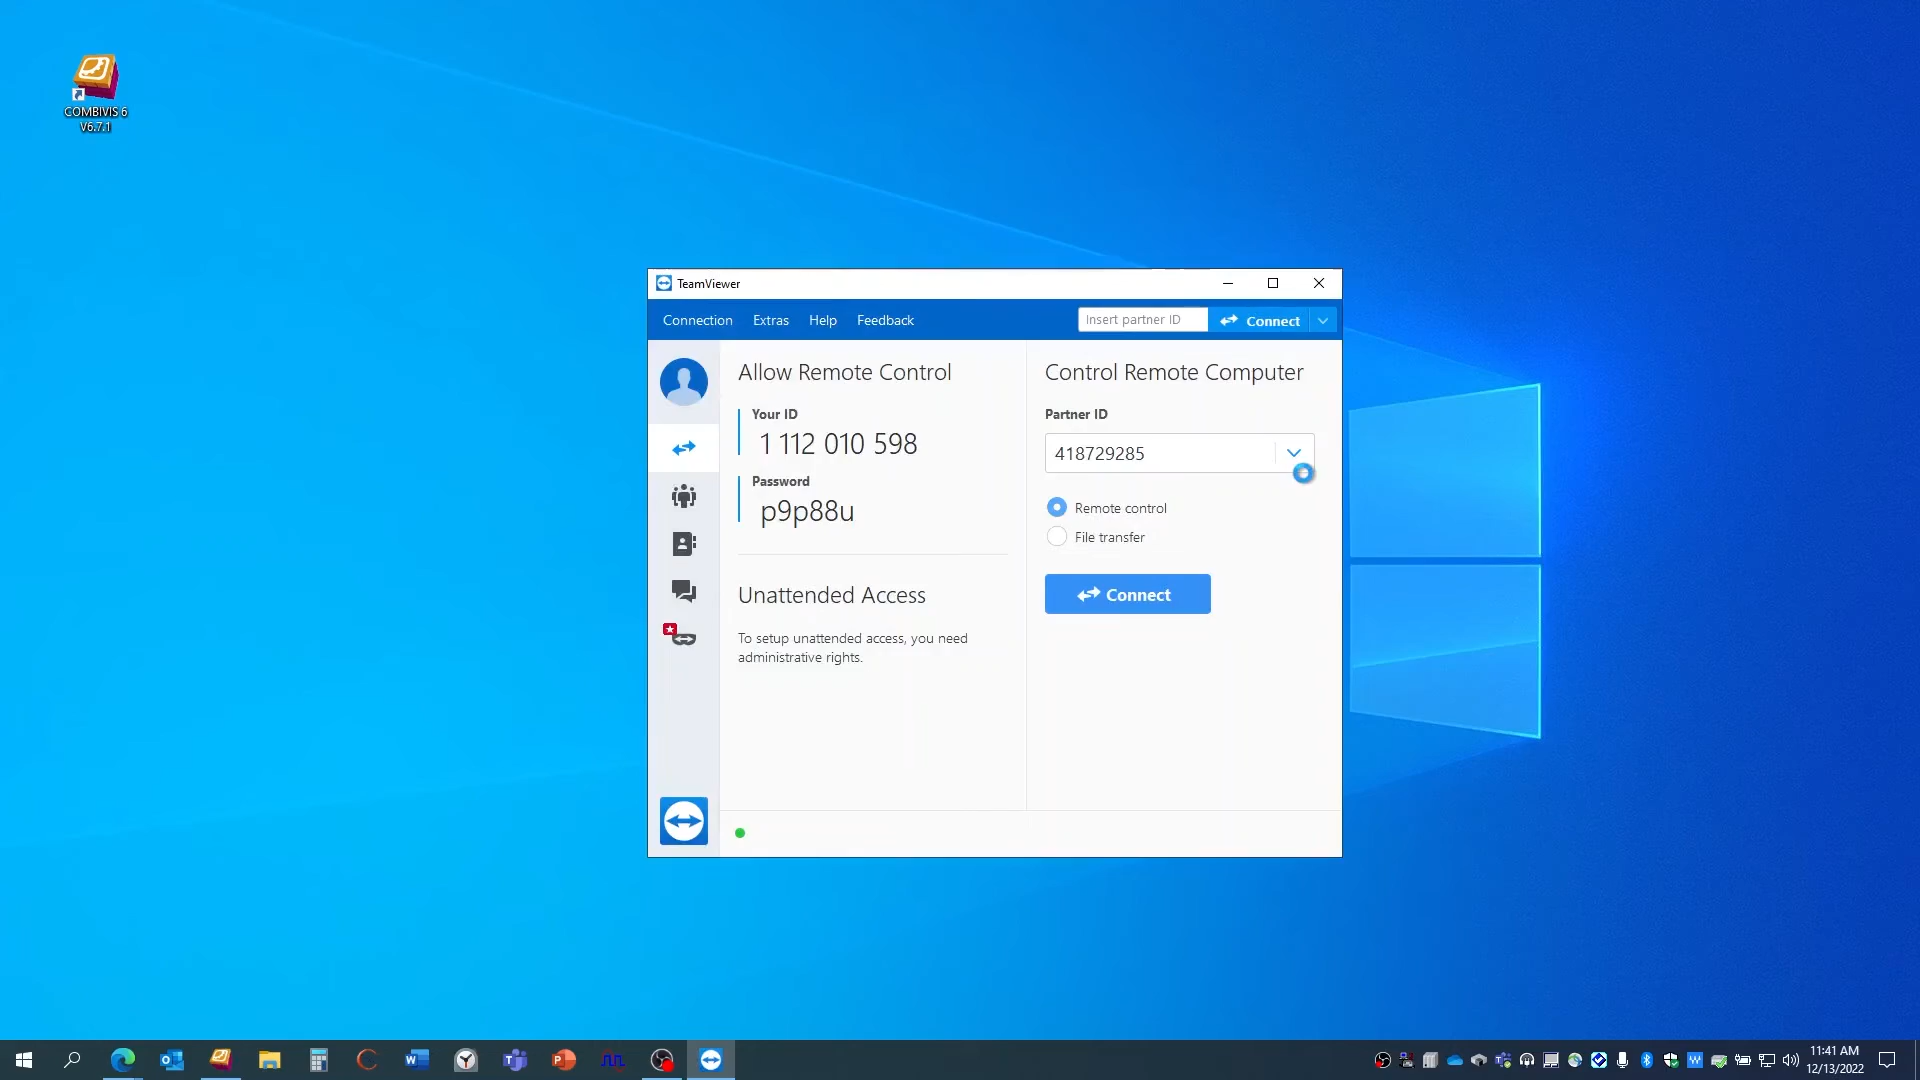 COMBIVIS 6
V6.7.1
TeamViewer
Connection Extras Help Feedback
Insert partner ID
Connect
Allow Remote Control
Your ID
1 112 010 598
Password
p9p88u
Unattended Access
To setup unattended access, you need
administrative rights.
Control Remote Computer
Partner ID
418729285
Remote control
File transfer
Connect
11:41 AM
12/13/2022